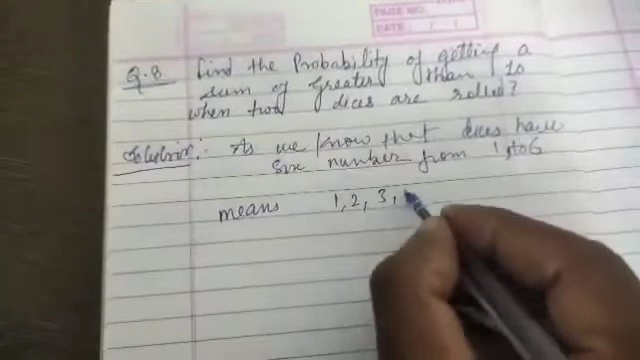 PAGE NO.
DATE: / /
Q.8 Find the Probability of getting a
sum of greater than 10
when two dices are rolled?
Solution: As we know that dices have
six number from 1 to 6
means 1, 2, 3,